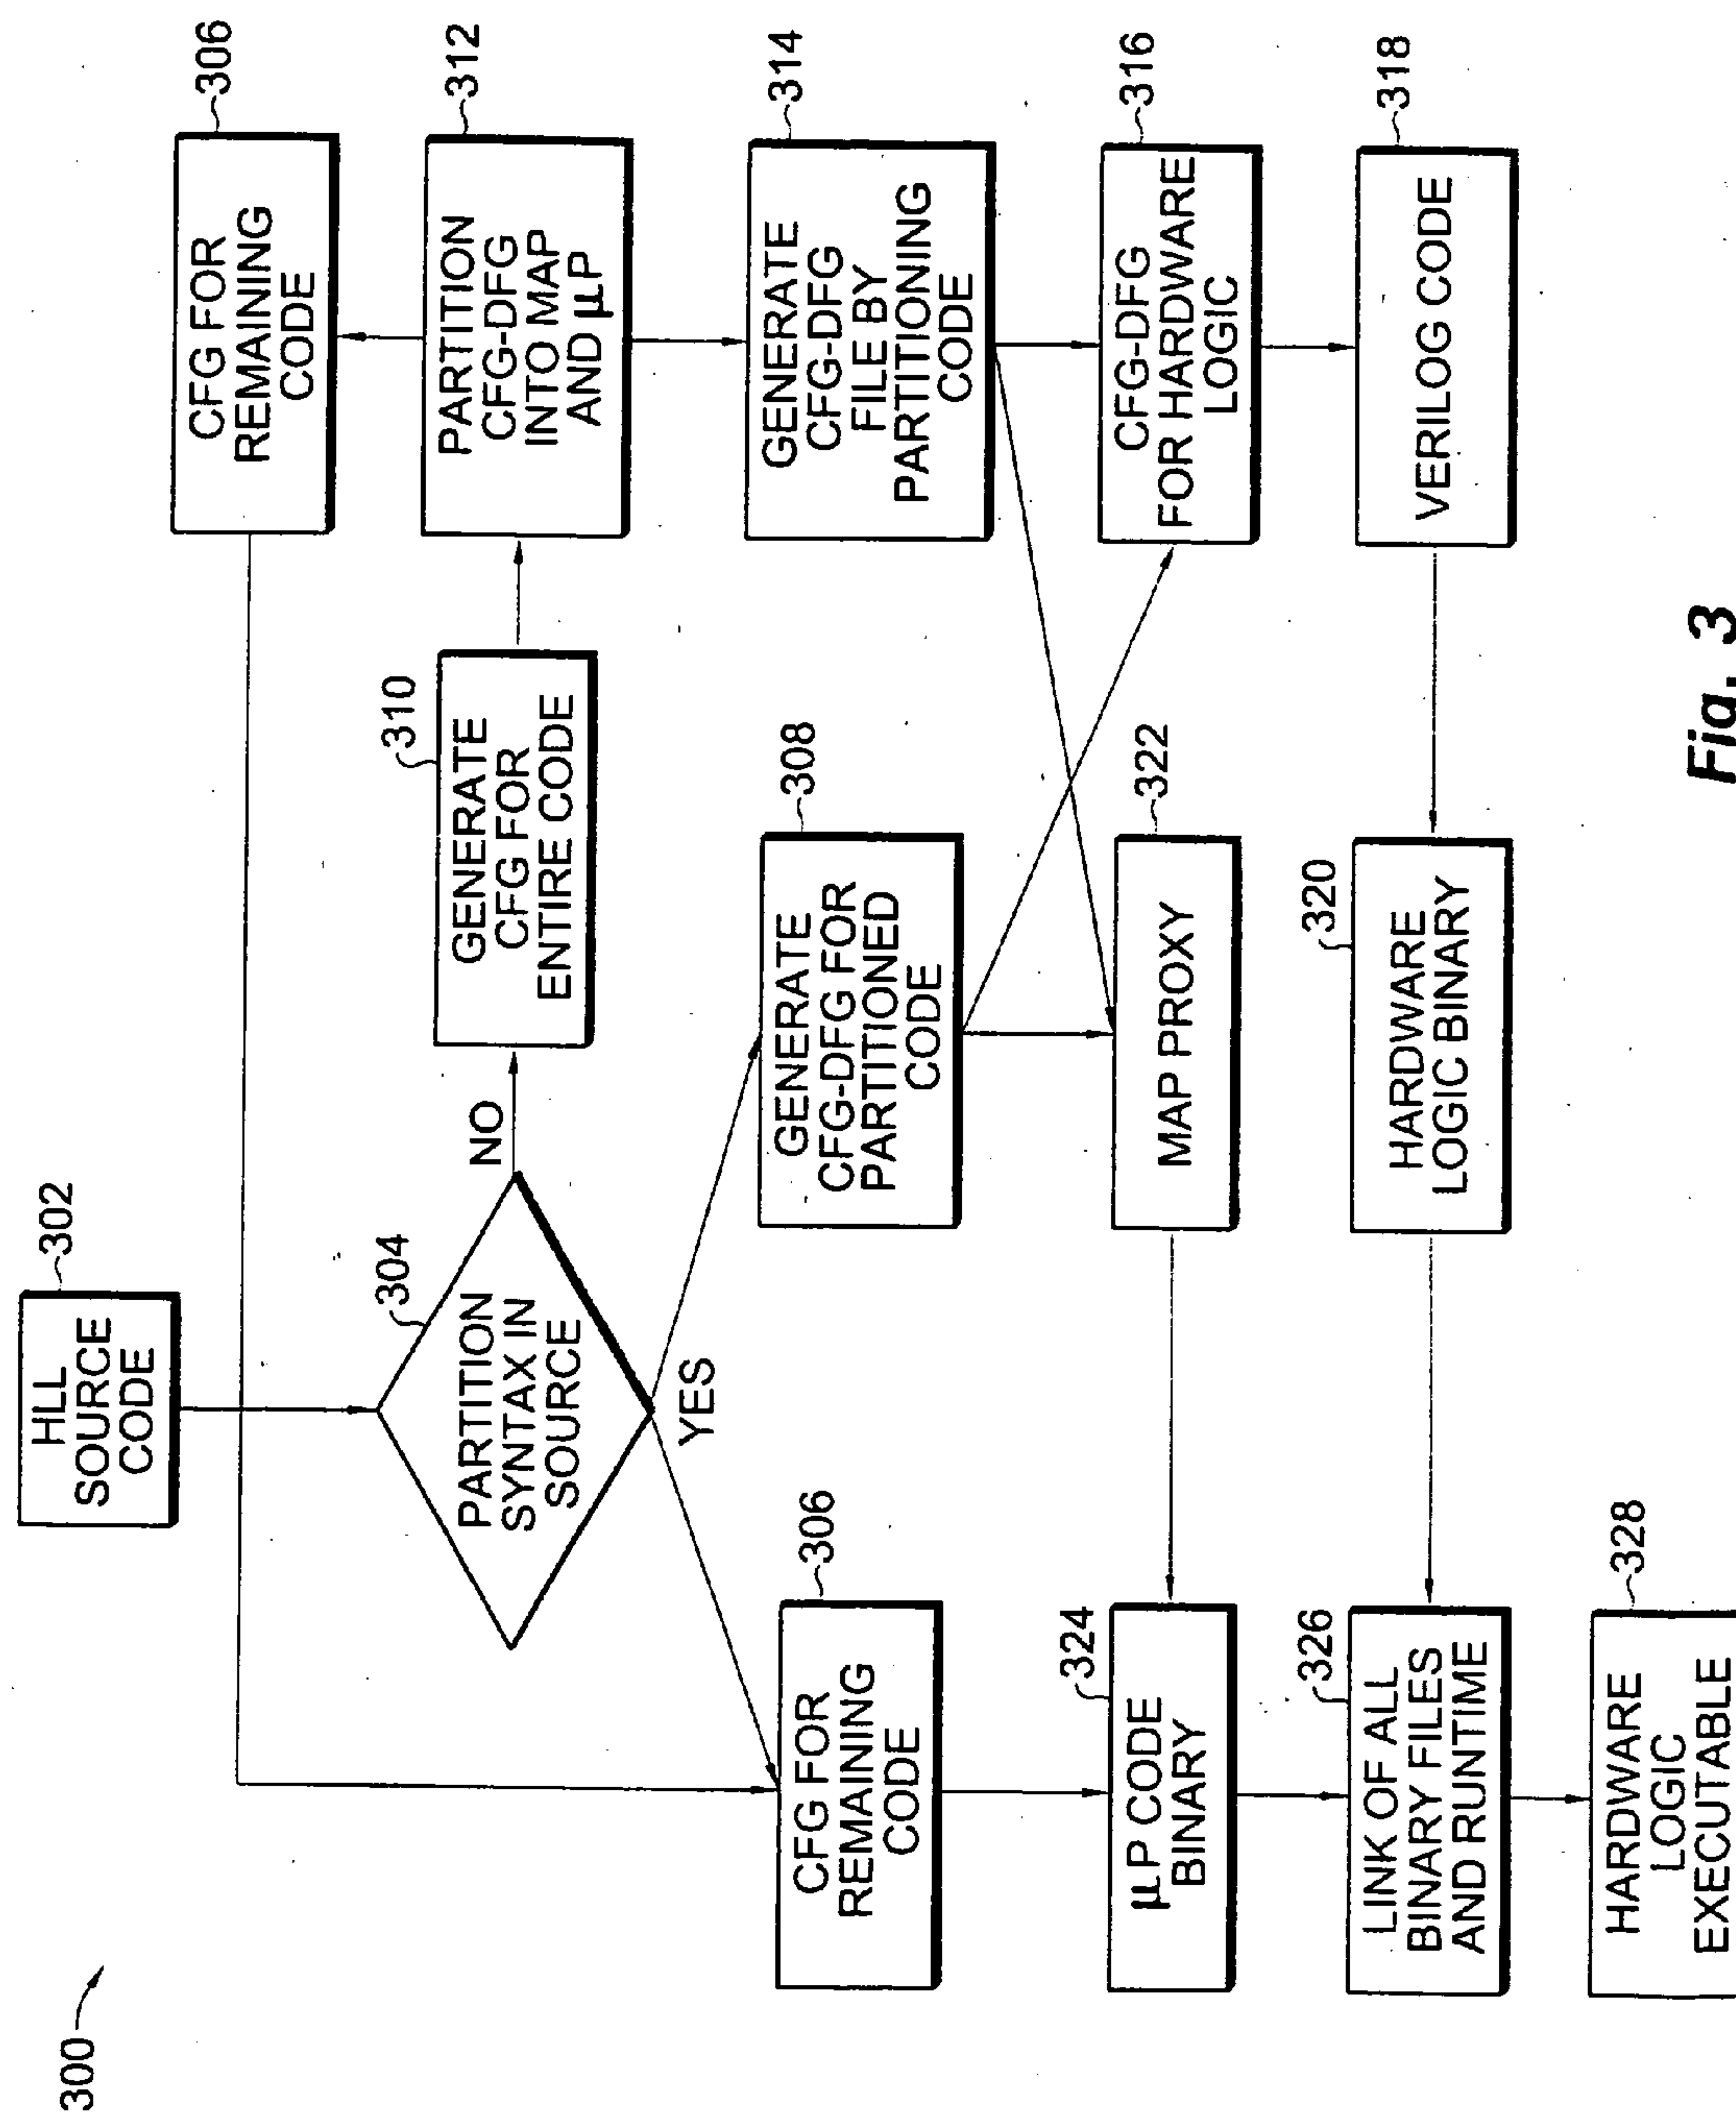 300
302
HLL
SOURCE
CODE
306
CFG FOR
REMAINING
CODE
304
PARTITION
SYNTAX IN
SOURCE
NO
YES
310
GENERATE
CFG FOR
ENTIRE CODE
312
PARTITION
CFG-DFG
INTO MAP
AND µP
306
CFG FOR
REMAINING
CODE
308
GENERATE
CFG-DFG FOR
PARTITIONED
CODE
314
GENERATE
CFG-DFG
FILE BY
PARTITIONING
CODE
324
µP CODE
BINARY
322
MAP PROXY
316
CFG-DFG
FOR HARDWARE
LOGIC
326
LINK OF ALL
BINARY FILES
AND RUNTIME
320
HARDWARE
LOGIC BINARY
318
VERILOG CODE
328
HARDWARE
LOGIC
EXECUTABLE
Fig. 3